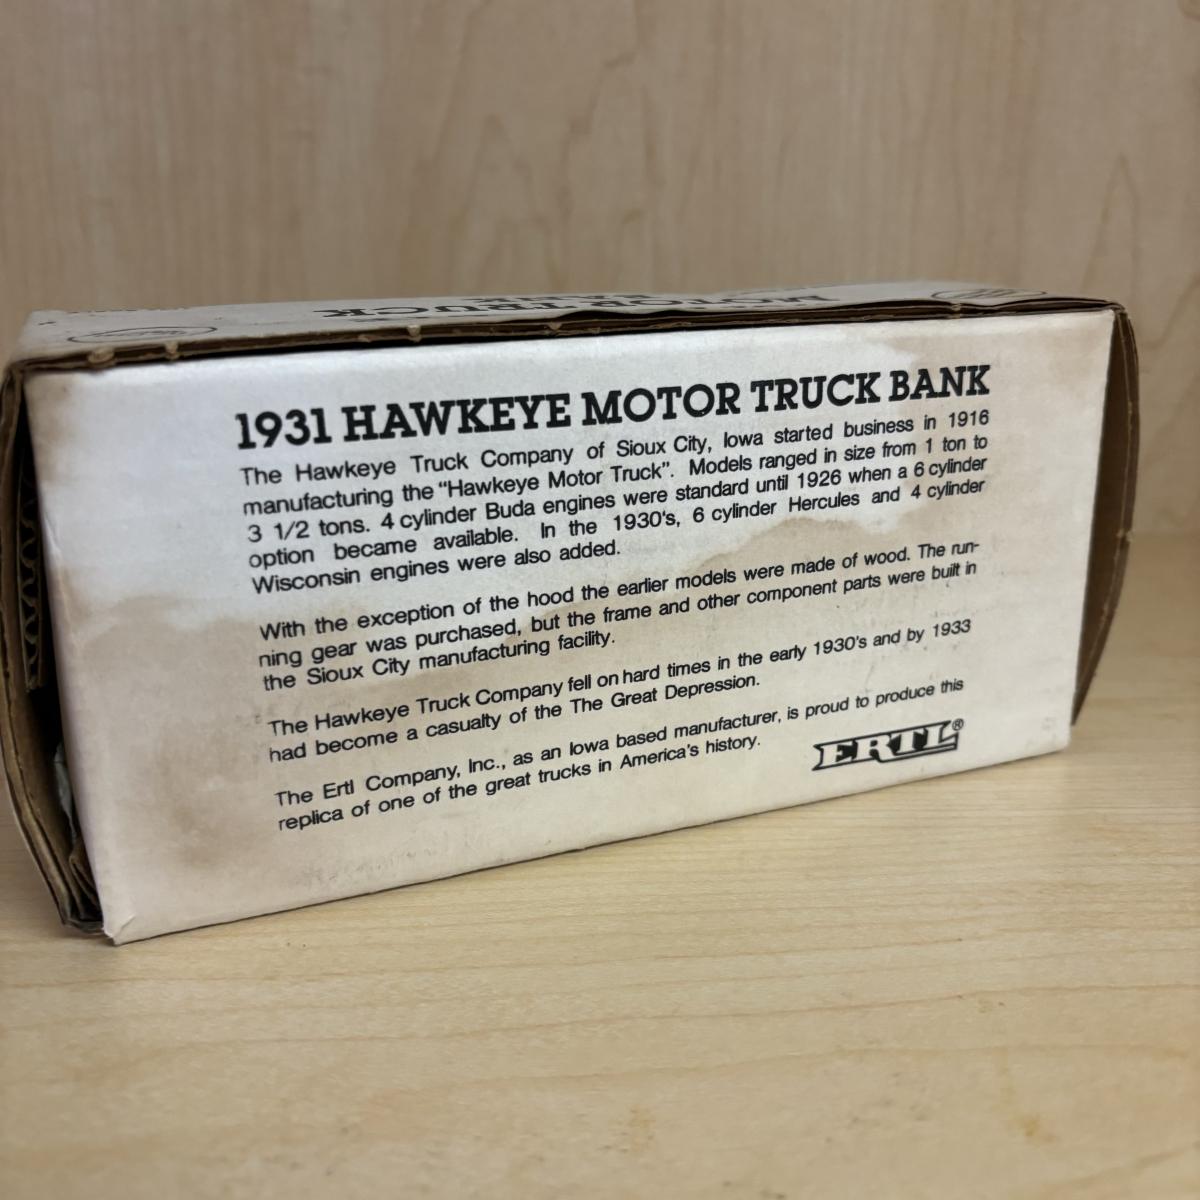 MOTOR TRUCK
BANK
1931 HAWKEYE MOTOR TRUCK BANK
The Hawkeye Truck Company of Sioux City, Iowa started business in 1916
manufacturing the "Hawkeye Motor Truck". Models ranged in size from 1 ton to
3 1/2 tons. 4 cylinder Buda engines were standard until 1926 when a 6 cylinder
option became available. In the 1930's, 6 cylinder Hercules and 4 cylinder
Wisconsin engines were also added.
With the exception of the hood the earlier models were made of wood. The run-
ning gear was purchased, but the frame and other component parts were built in
the Sioux City manufacturing facility.
The Hawkeye Truck Company fell on hard times in the early 1930's and by 1933
had become a casualty of the The Great Depression.
The Ertl Company, Inc., as an Iowa based manufacturer, is proud to produce this
replica of one of the great trucks in America's history.
ERTL®